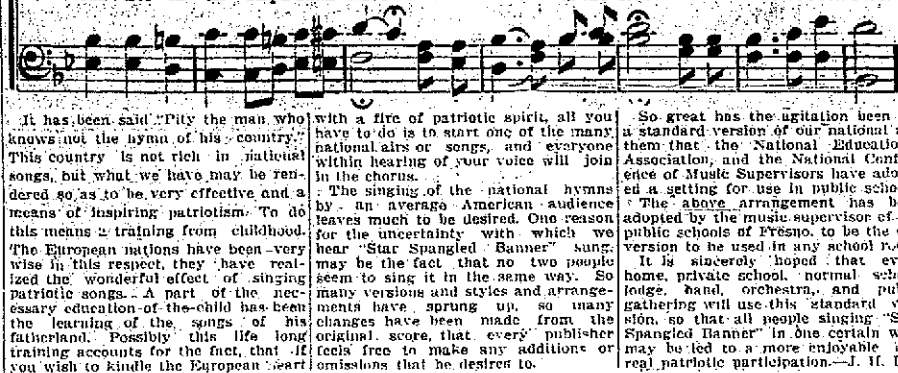 It has been said "Pity the man who
knows not the hymn of his country."
This country is not rich in national
songs, but what we have may be ren-
dered so as to be very effective and a
means of inspiring patriotism. To do
this means a training from childhood.
The European nations have been very
wise in this respect, they have real-
ized the wonderful effect of singing
patriotic songs. A part of the nec-
essary education of the child has been
the learning of the songs of his
fatherland. Possibly this life long
training accounts for the fact, that if
you wish to kindle the European heart
with a fire of patriotic spirit, all you
have to do is to start one of the many
national airs or songs, and everyone
within hearing of your voice will join
in the chorus.
The singing of the national hymns
by an average American audience
leaves much to be desired. One reason
for the uncertainty with which we
hear "Star Spangled Banner" sung,
may be the fact that no two people
seem to sing it in the same way. So
many versions and styles and arrange-
ments have sprung up, so many
changes have been made from the
original score, that every publisher
feels free to make any additions or
omissions that he desires to.
So great has the agitation been
a standard version of our national a
them that the National Educatio
Association, and the National Conf
ence of Music Supervisors have ado
ed a setting for use in public scho
The above arrangement has b
adopted by the music supervisor of
public schools of Fresno, to be the
version to be used in any school r
It is sincerely hoped that ev
home, private school, normal sch
lodge, band, orchestra, and pu
gathering will use this standard v
sion, so that all people singing "S
Spangled Banner" in one certain w
may be led to a more enjoyable
real patriotic participation.—J. H.